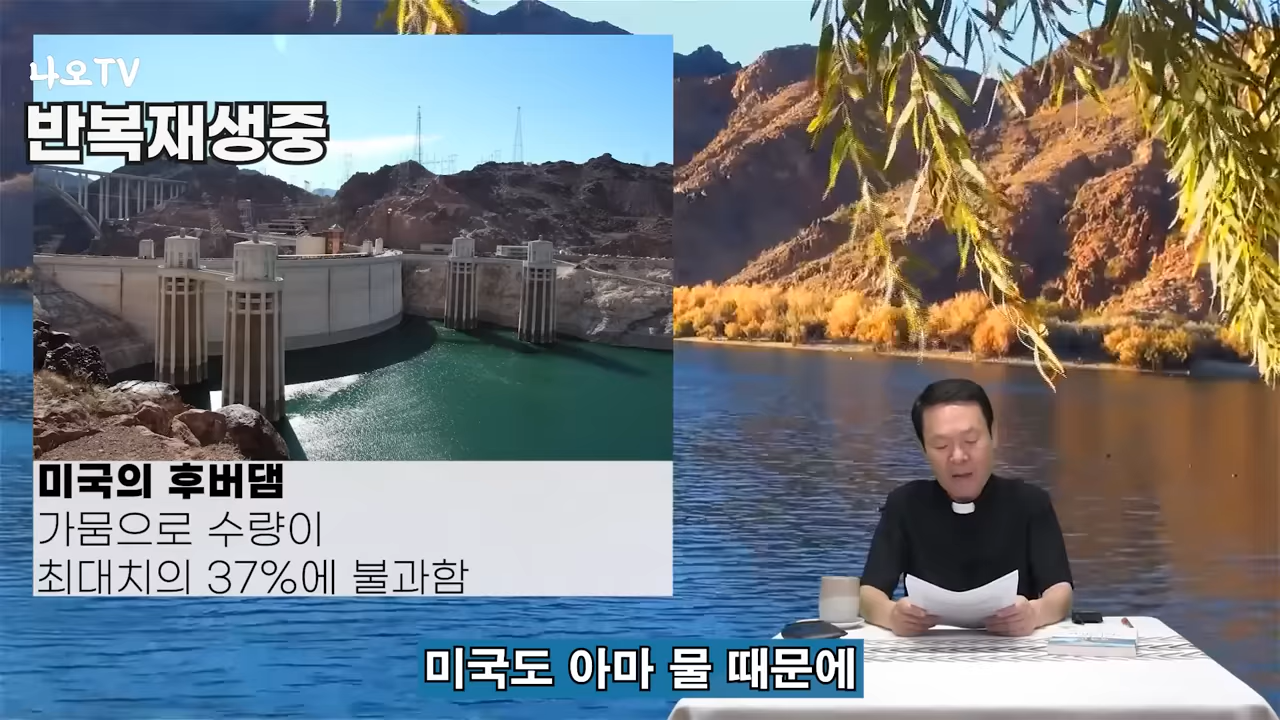 나오TV
반복재생중
미국의 후버댐
가뭄으로 수량이
최대치의 37%에 불과함
미국도 아마 물 때문에